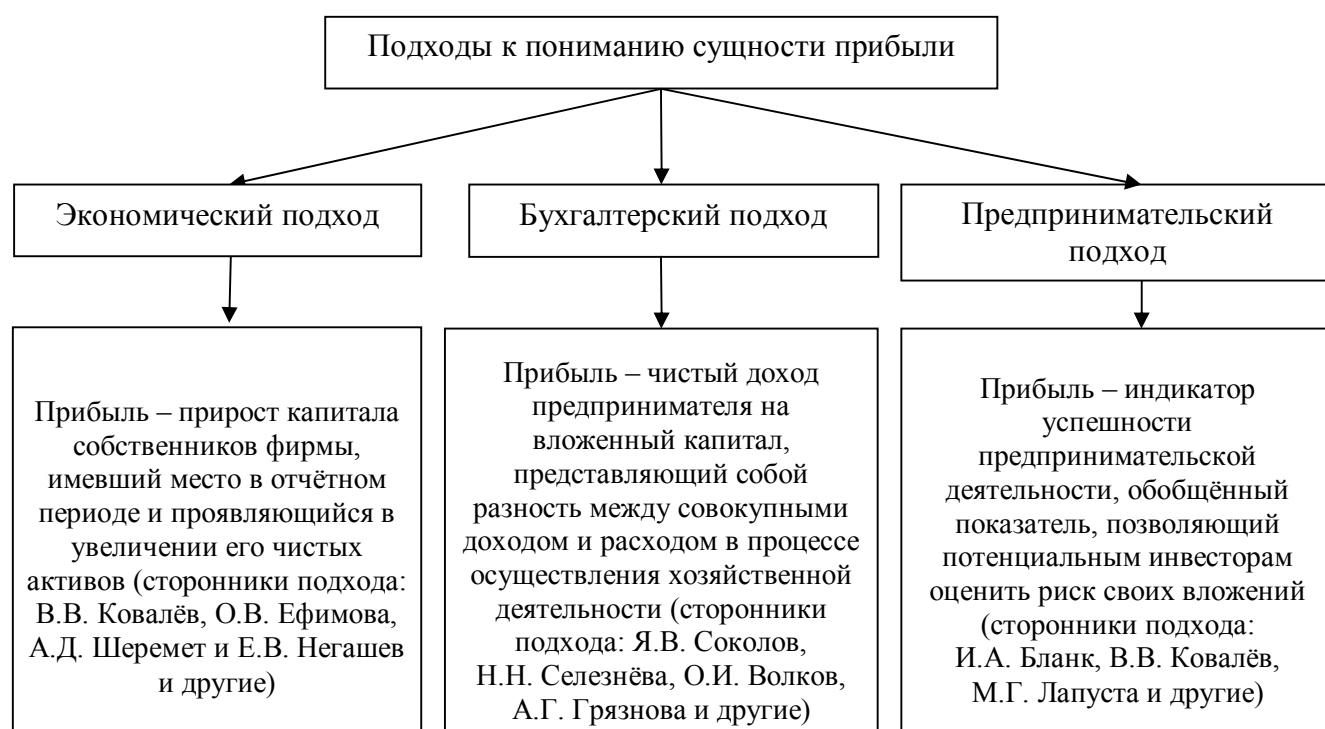 Подходы к пониманию сущности прибыли
Экономический подход
Бухгалтерский подход
Предпринимательский
подход
Прибыль – прирост капитала
собственников фирмы,
имевший место в отчётном
периоде и проявляющийся в
увеличении его чистых
активов (сторонники подхода:
В.В. Ковалёв, О.В. Ефимова,
А.Д. Шеремет и Е.В. Негашев
и другие)
Прибыль – чистый доход
предпринимателя на
вложенный капитал,
представляющий собой
разность между совокупными
доходом и расходом в процессе
осуществления хозяйственной
деятельности (сторонники
подхода: Я.В. Соколов,
Н.Н. Селезнёва, О.И. Волков,
А.Г. Грязнова и другие)
Прибыль – индикатор
успешности
предпринимательской
деятельности, обобщённый
показатель, позволяющий
потенциальным инвесторам
оценить риск своих вложений
(сторонники подхода:
И.А. Бланк, В.В. Ковалёв,
М.Г. Лапуста и другие)